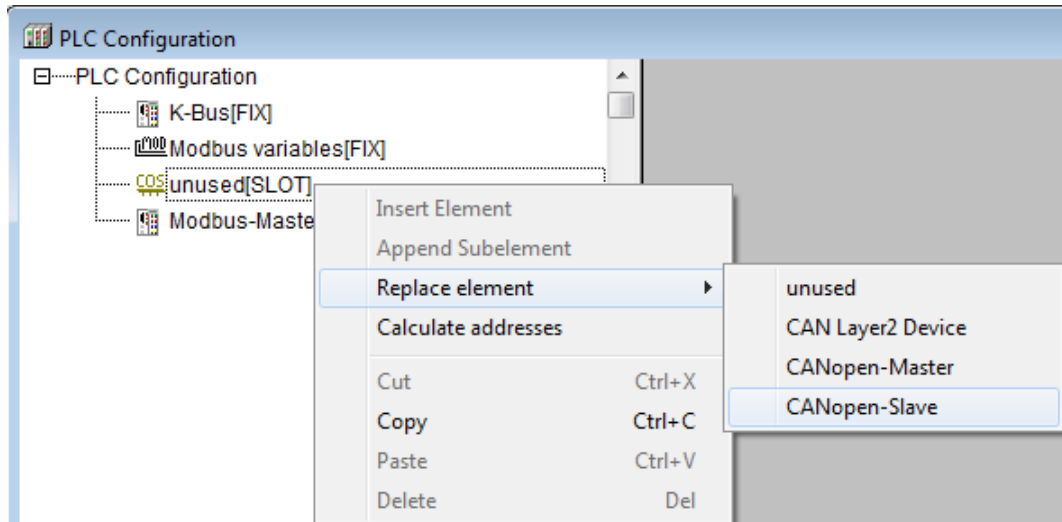 PLC Configuration
PLC Configuration
K-Bus[FIX]
Modbus variables[FIX]
unused[SLOT]
Modbus-Maste
Insert Element
Append Subelement
Replace element
Calculate addresses
Cut Ctrl+X
Copy Ctrl+C
Paste Ctrl+V
Delete Del
unused
CAN Layer2 Device
CANopen-Master
CANopen-Slave